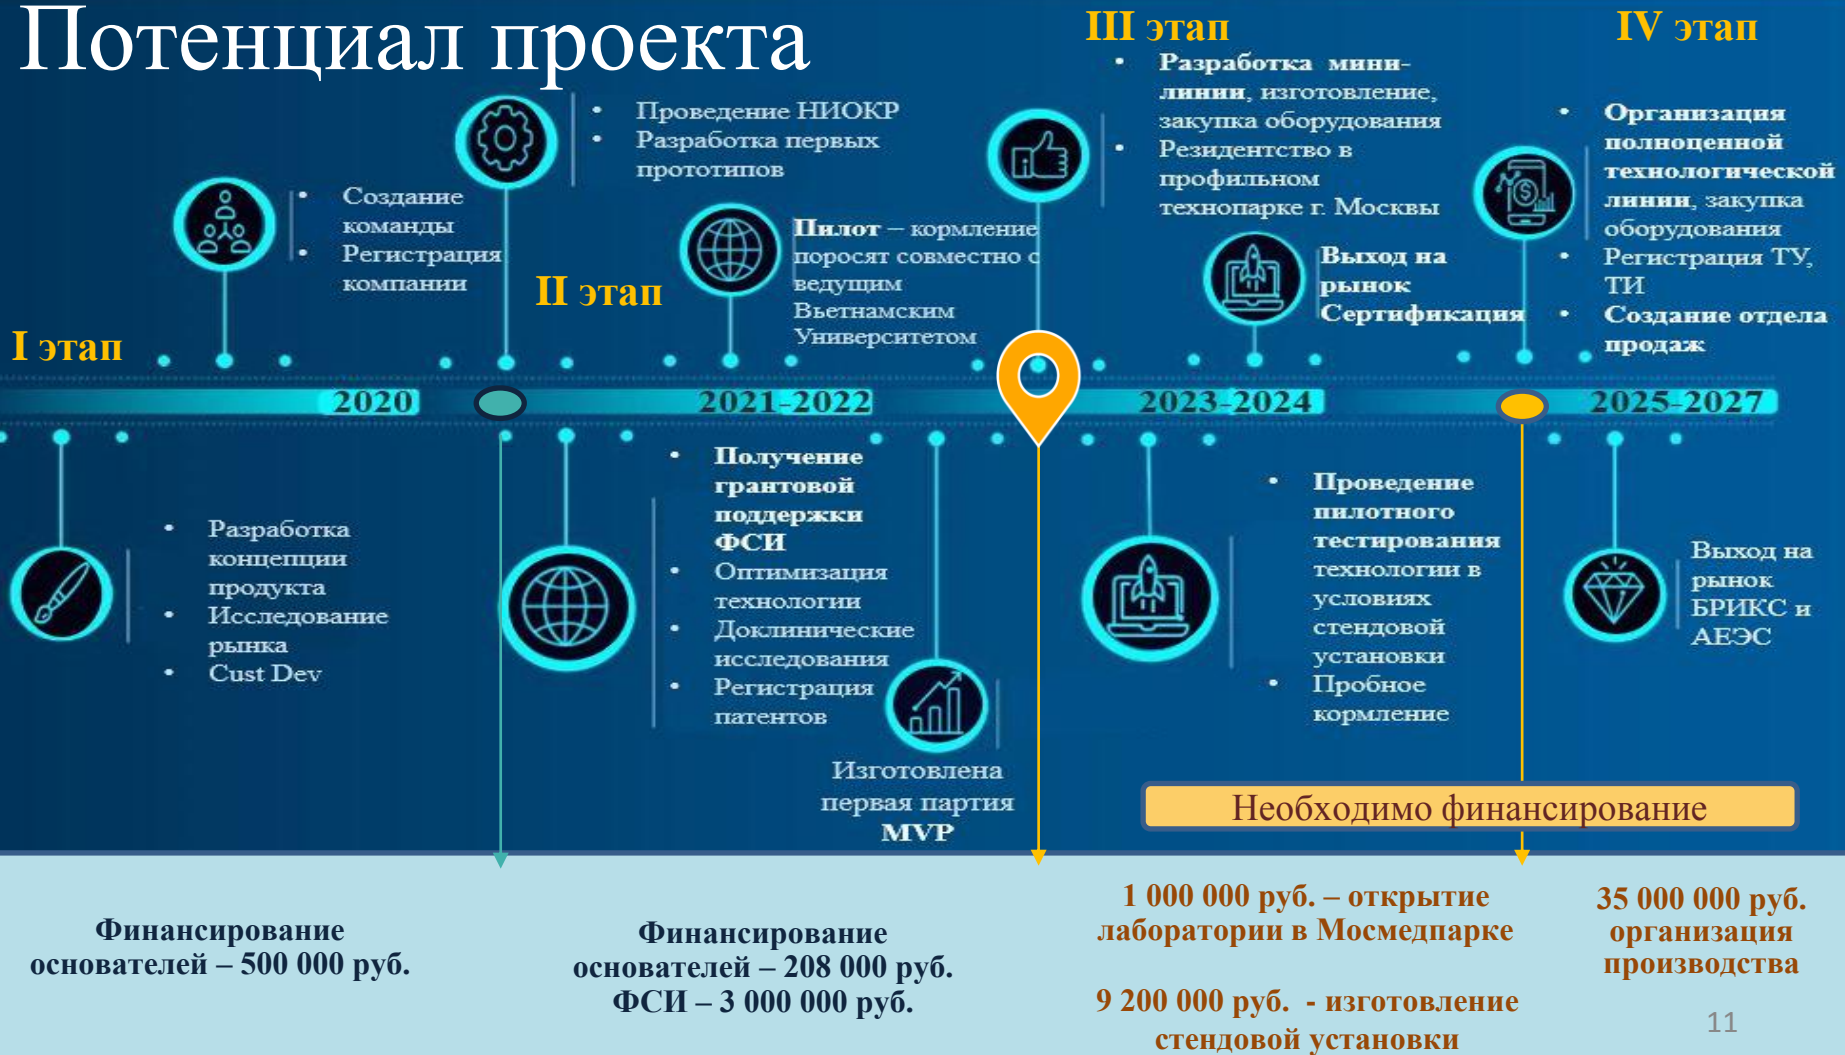 Потенциал проекта
I этап
Создание
команды
Регистрация
компании
2020
Разработка
концепции
продукта
Исследование
рынка
Cust Dev
II этап
Проведение НИОКР
Разработка первых
прототипов
Пилот – кормление
поросят совместно с
ведущим
Вьетнамским
Университетом
2021-2022
Получение
грантовой
поддержки
ФСИ
Оптимизация
технологии
Доклинические
исследования
Регистрация
патентов
Изготовлена
первая партия
MVP
III этап
Разработка мини-
линии, изготовление,
закупка оборудования
Резидентство в
профильном
технопарке г. Москвы
Выход на
рынок
Сертификация
2023-2024
Проведение
пилотного
тестирования
технологии в
условиях
стендовой
установки
Пробное
кормление
IV этап
Организация
полноценной
технологической
линии, закупка
оборудования
Регистрация ТУ,
ТИ
Создание отдела
продаж
2025-2027
Выход на
рынок
БРИКС и
АЕЭС
Необходимо финансирование
Финансирование
основателей – 500 000 руб.
Финансирование
основателей – 208 000 руб.
ФСИ – 3 000 000 руб.
1 000 000 руб. – открытие
лаборатории в Мосмедпарке
9 200 000 руб. - изготовление
стендовой установки
35 000 000 руб.
организация
производства
11